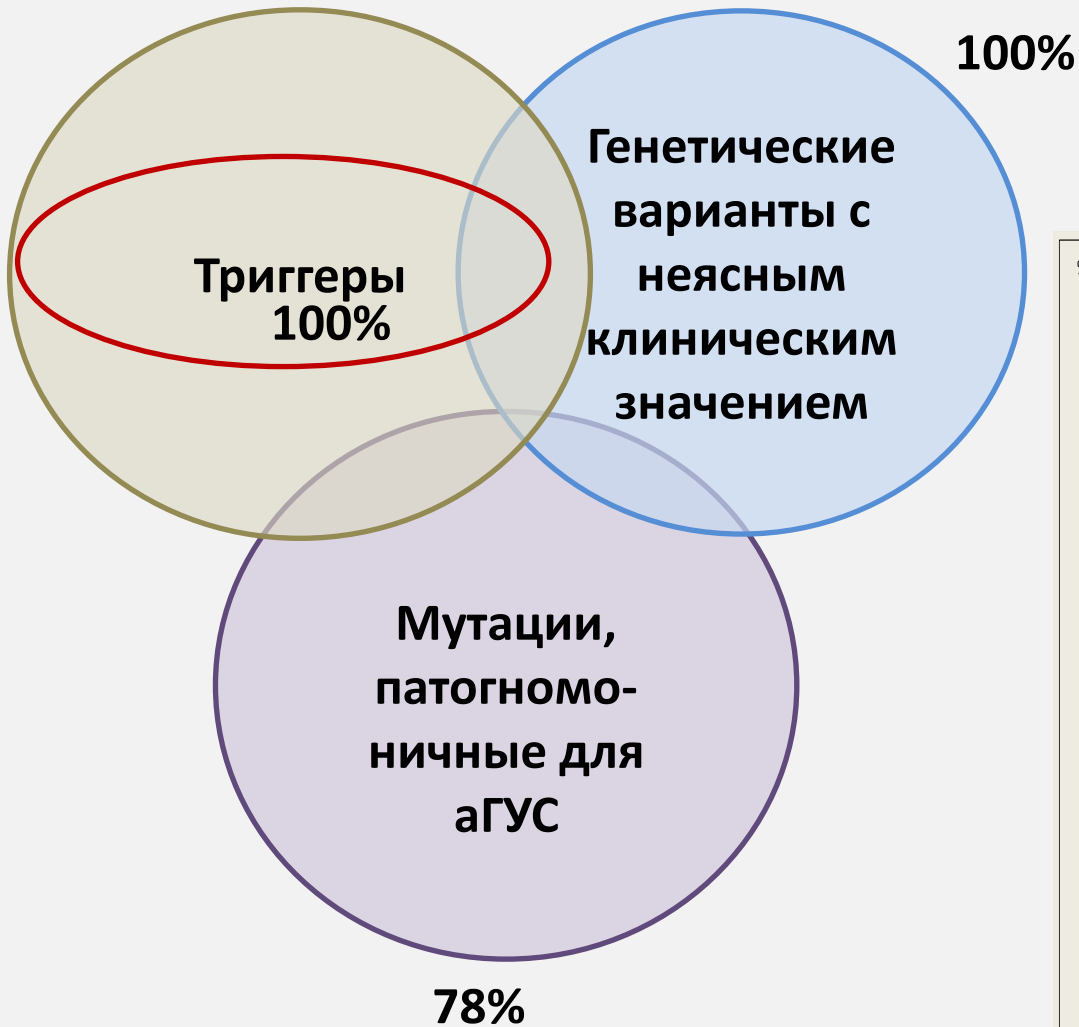 100%
Генетические
варианты с
неясным
клиническим
значением
Триггеры
100%
Мутации,
патогномо-
ничные для
аГУС
78%